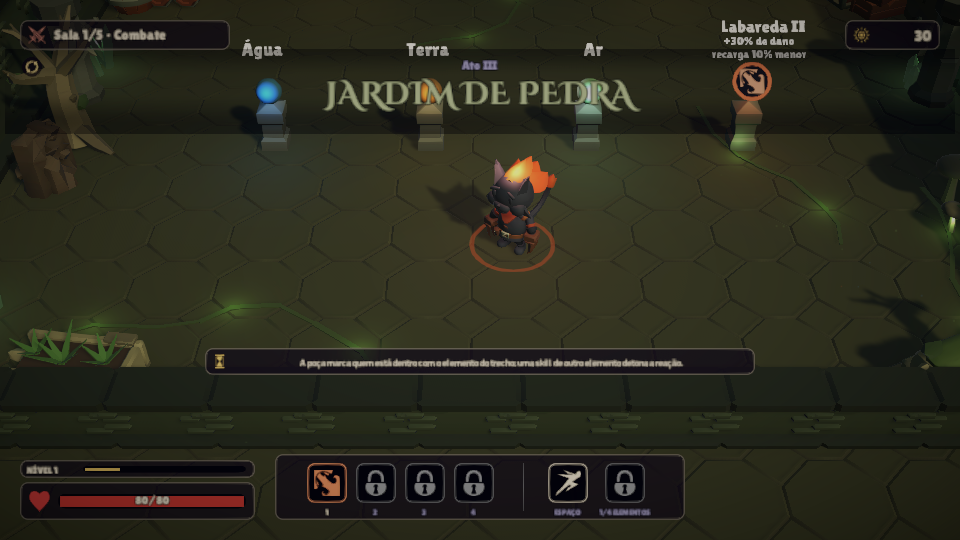 Sala 1/5 - Combate
Água
Terra
Ar
Labareda II
+30% de dano
recarga 10% menor
30
Ato III
JARDIM DE PEDRA
A poça marca quem está dentro com o elemento do trecho; uma skill de outro elemento detona a reação.
NÍVEL 1
80/80
1
2
3
4
ESPAÇO
1/4 ELEMENTOS